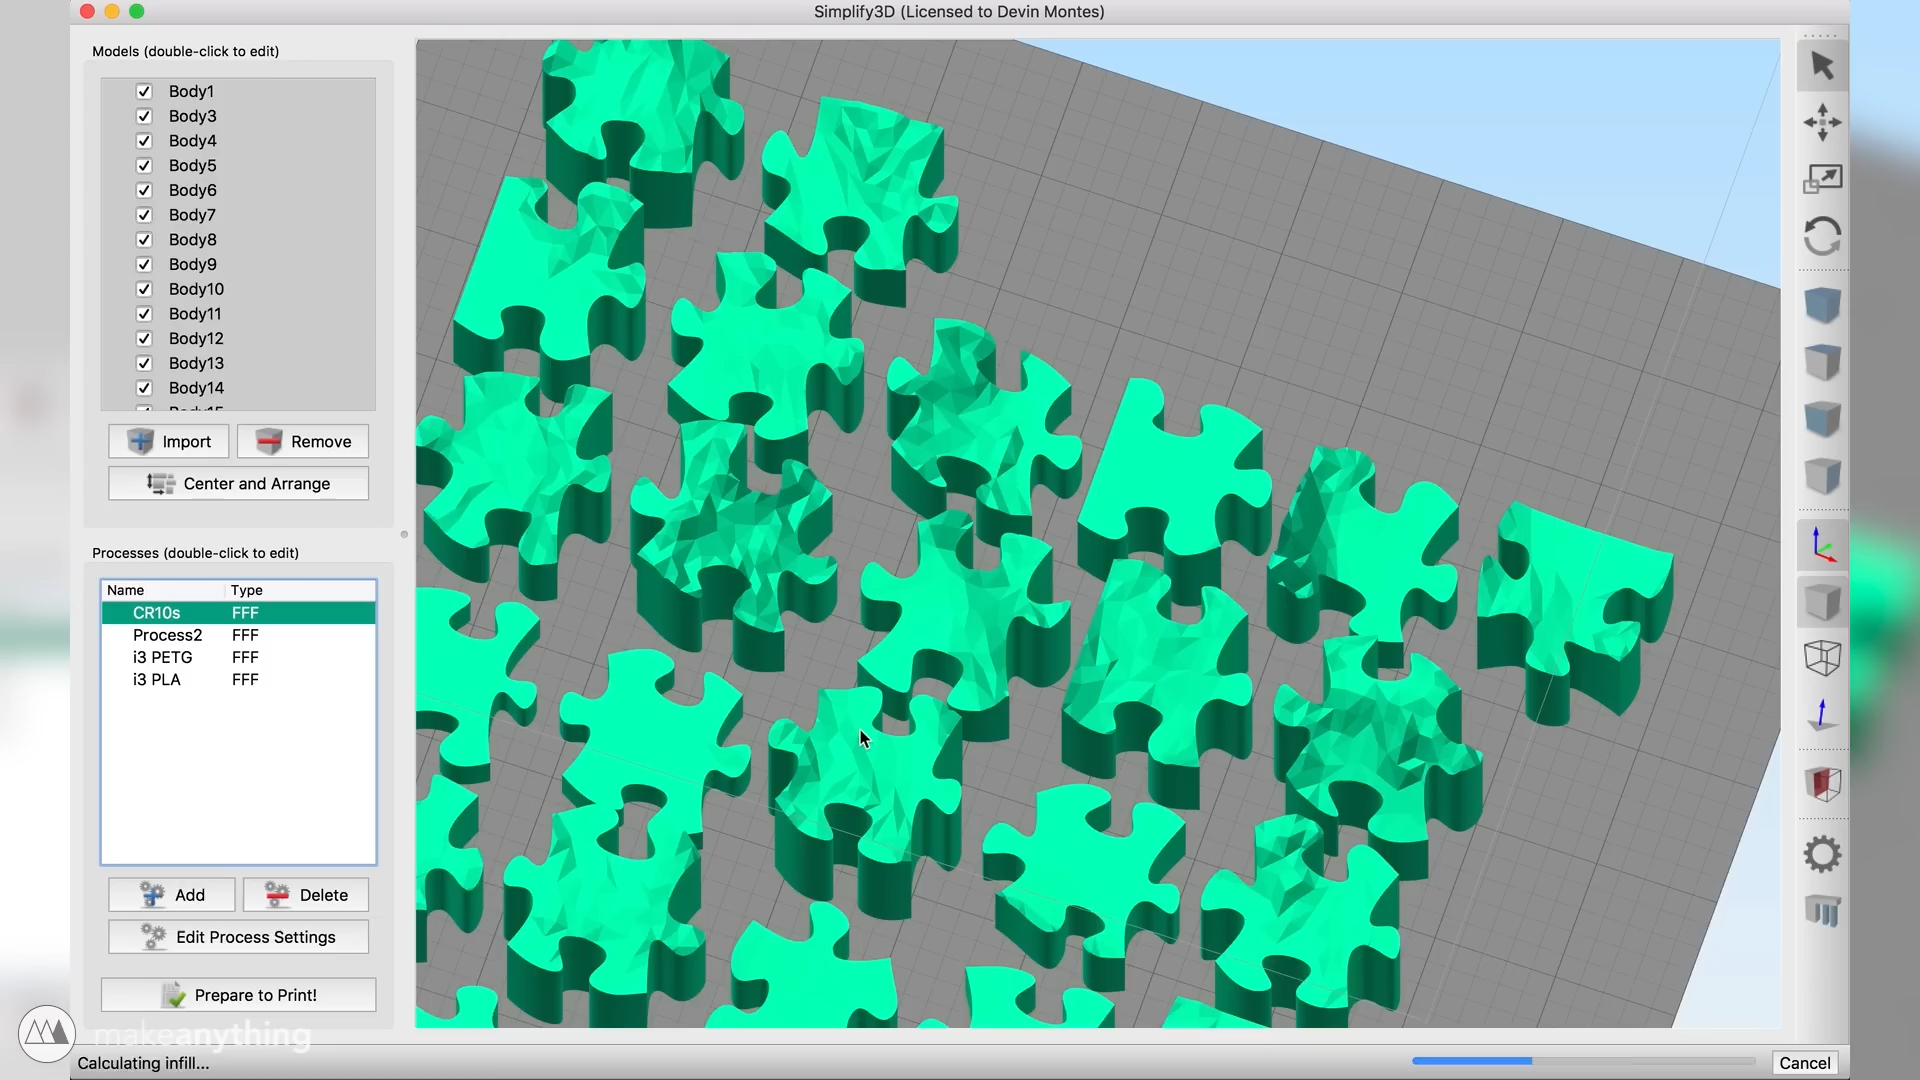 Simplify3D (Licensed to Devin Montes)
Models (double-click to edit)
Body1
Body3
Body4
Body5
Body6
Body7
Body8
Body9
Body10
Body11
Body12
Body13
Body14
Body15
Import
Remove
Center and Arrange
Processes (double-click to edit)
Name Type
CR10s FFF
Process2 FFF
i3 PETG FFF
i3 PLA FFF
Add
Delete
Edit Process Settings
Prepare to Print!
makeanything
Calculating infill...
Cancel